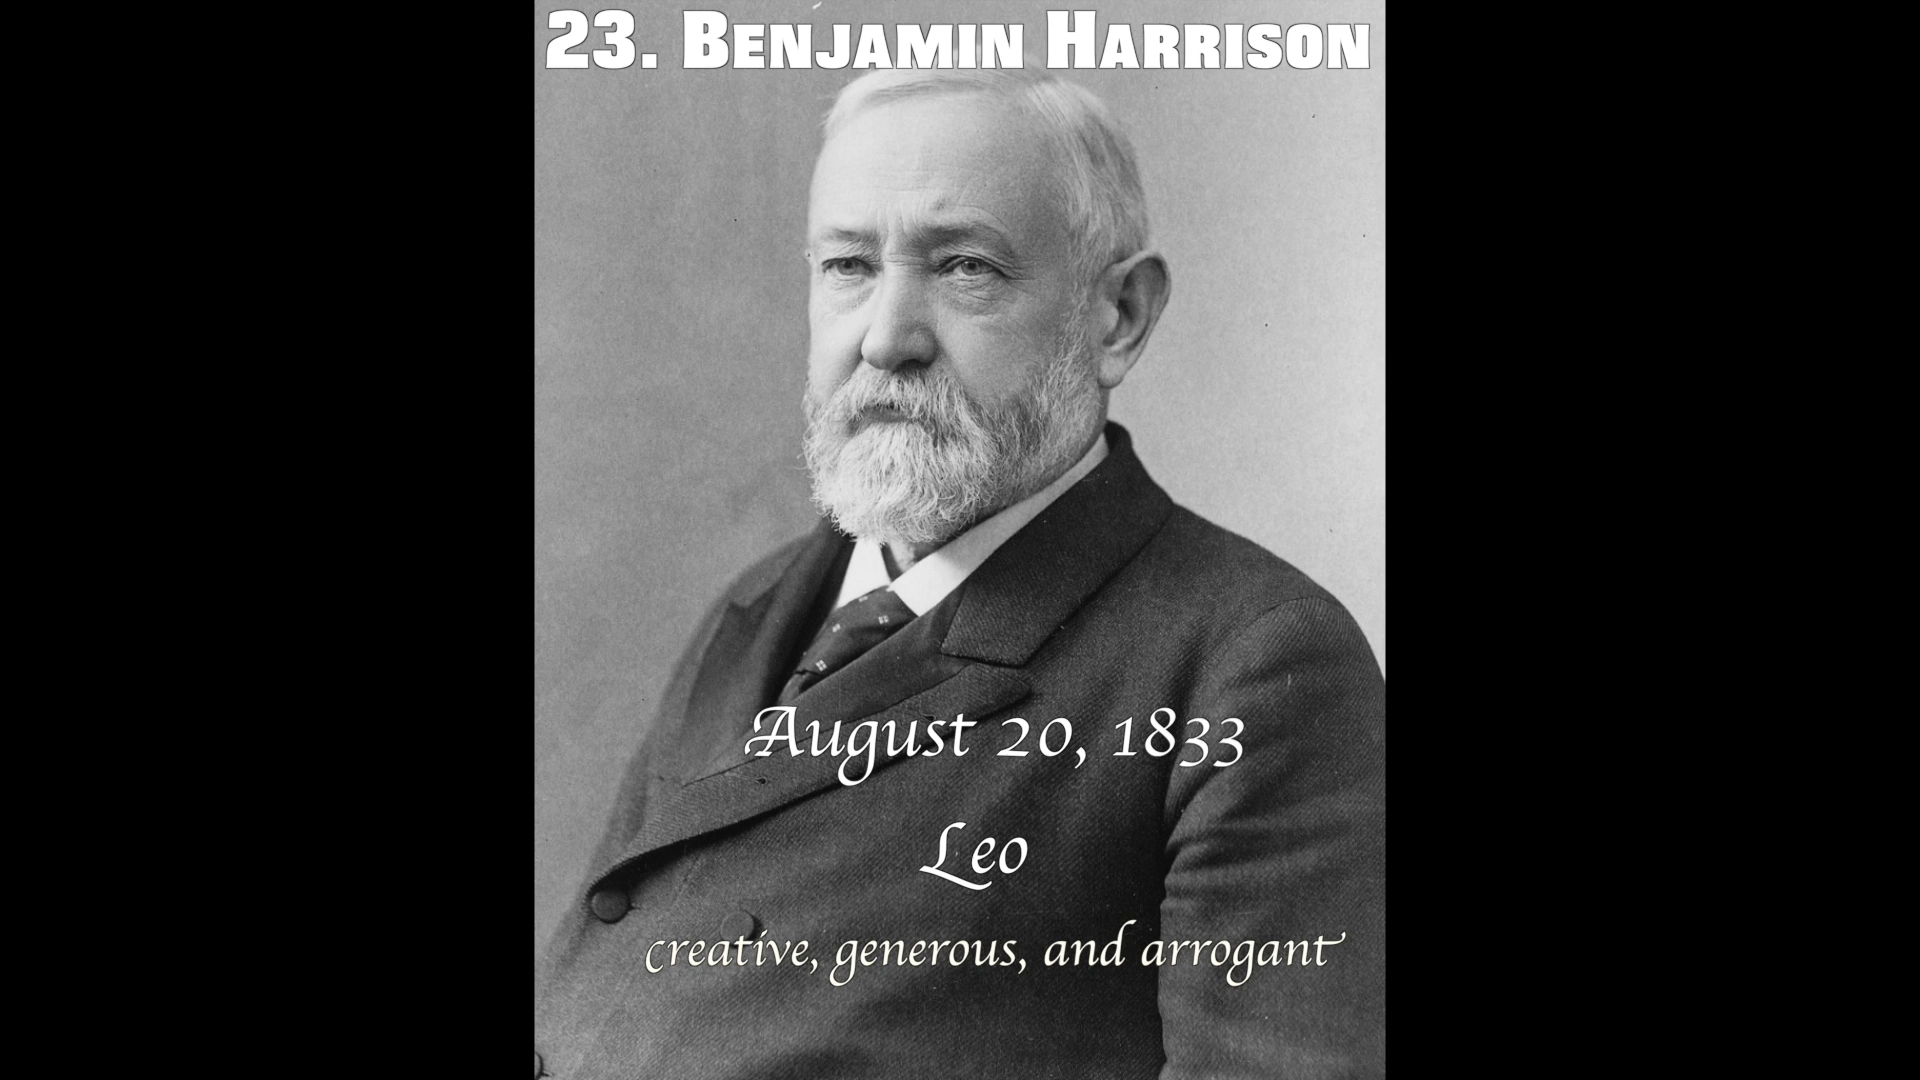 23. Benjamin Harrison
August 20, 1833
Leo
creative, generous, and arrogant